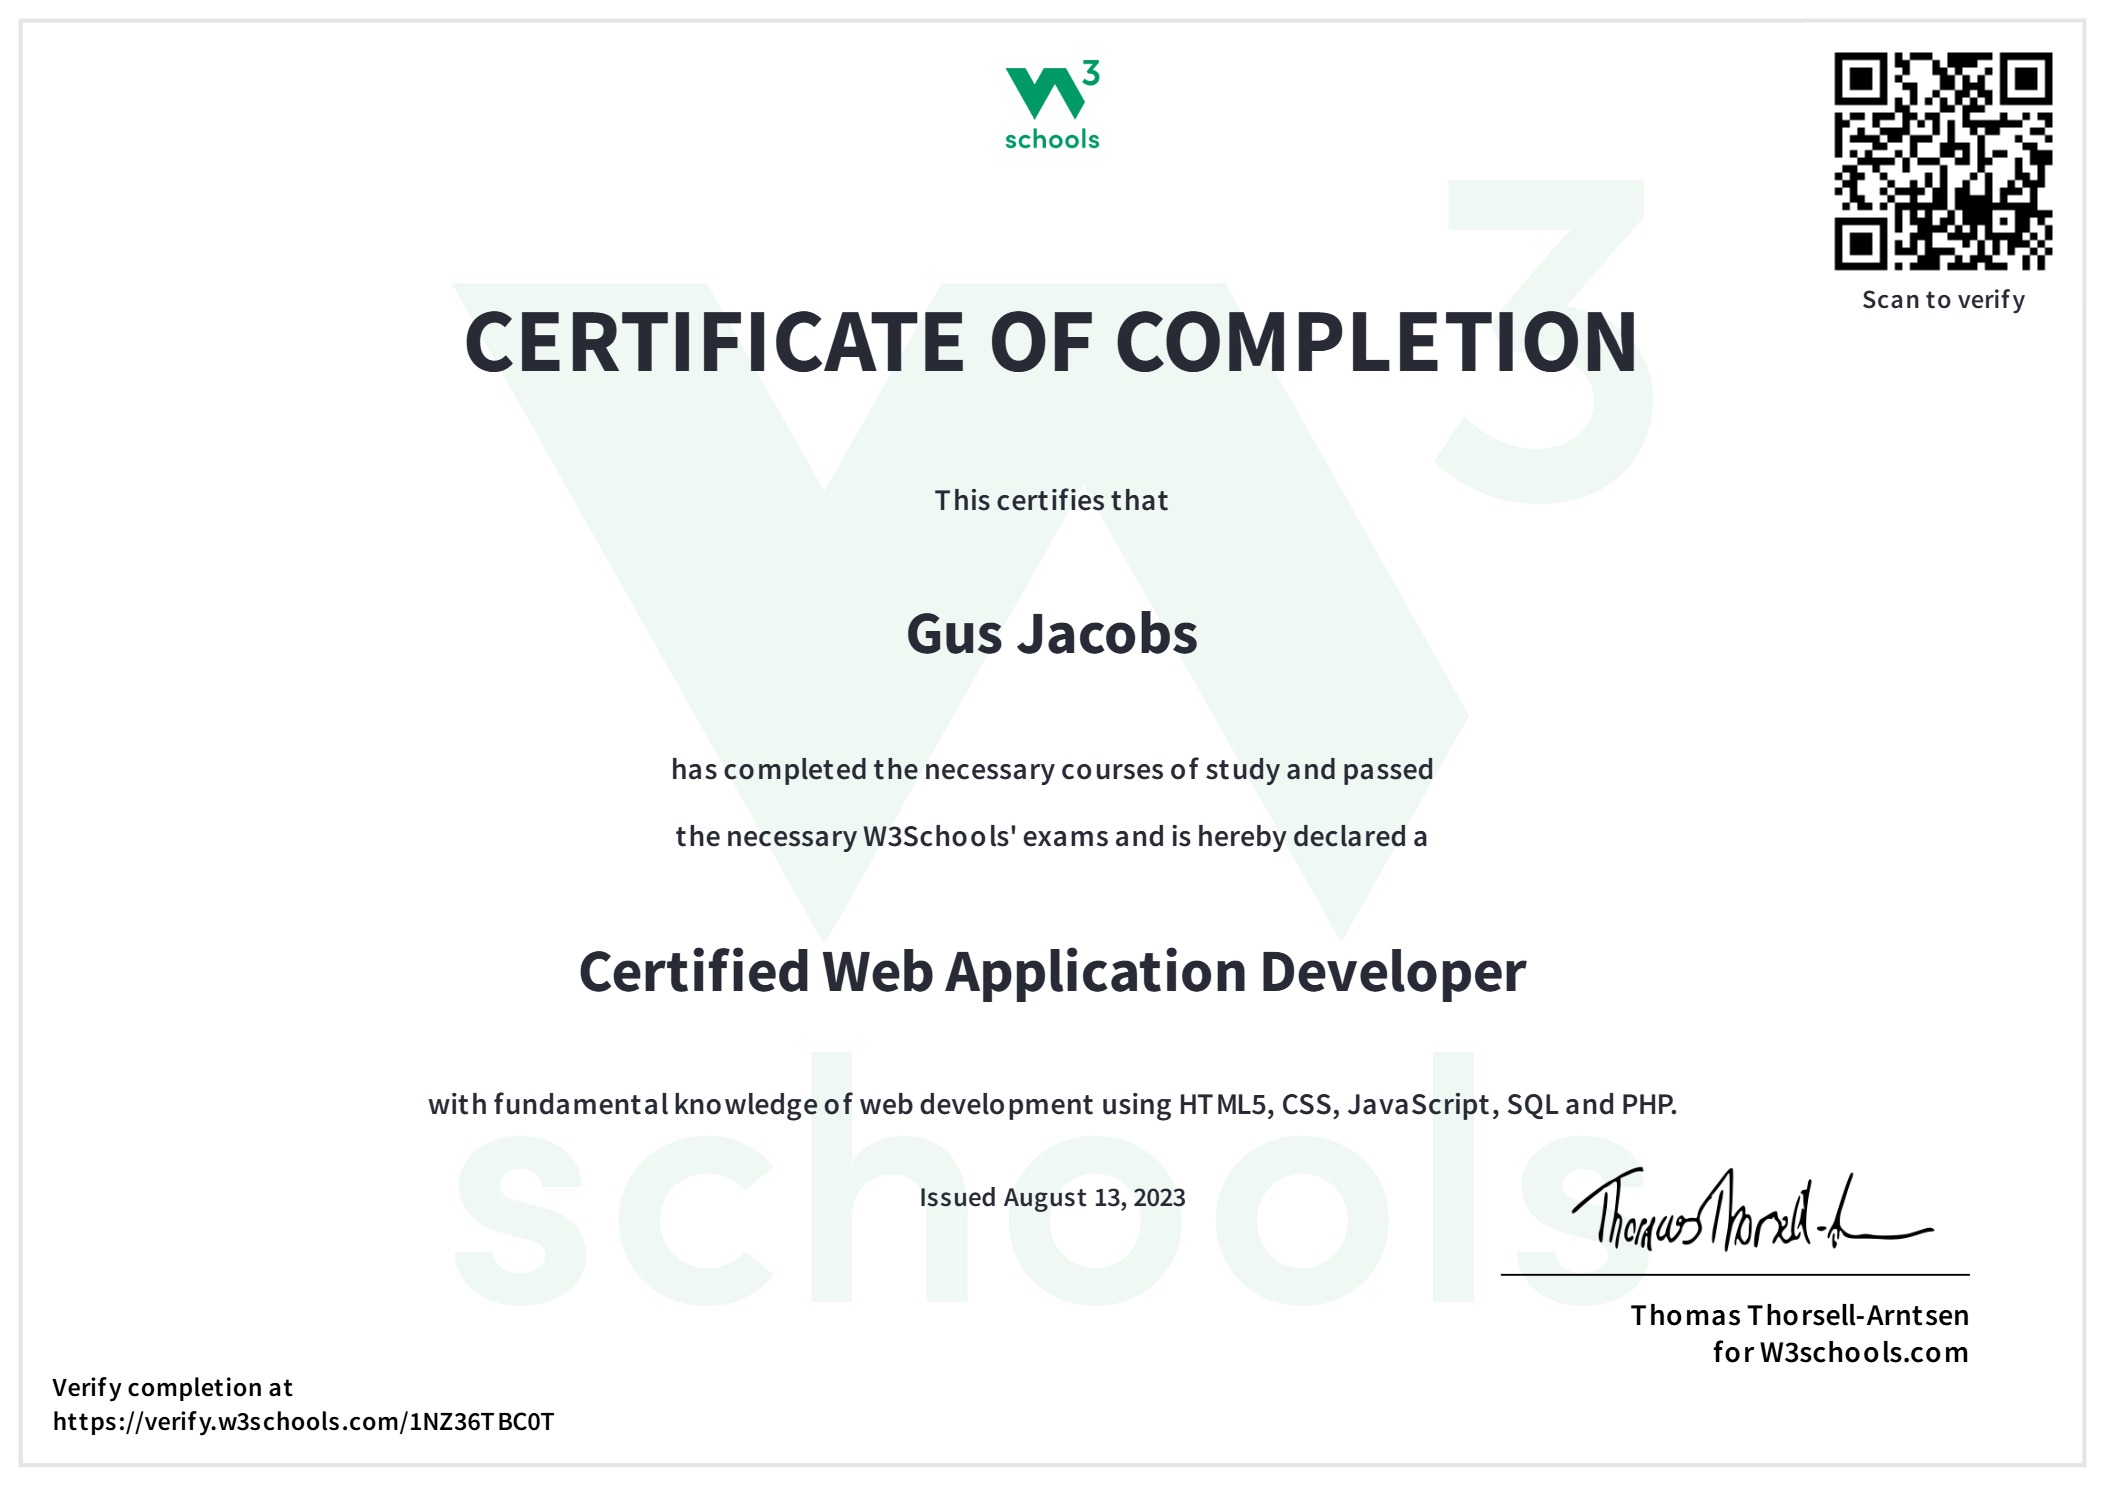 W3
schools
Scan to verify
CERTIFICATE OF COMPLETION
This certifies that
Gus Jacobs
has completed the necessary courses of study and passed
the necessary W3Schools' exams and is hereby declared a
Certified Web Application Developer
with fundamental knowledge of web development using HTML5, CSS, JavaScript, SQL and PHP.
Issued August 13, 2023
Thomas Thorsell-A
Thomas Thorsell-Arntsen
for W3schools.com
Verify completion at
https://verify.w3schools.com/1NZ36TBC0T
W3
schools